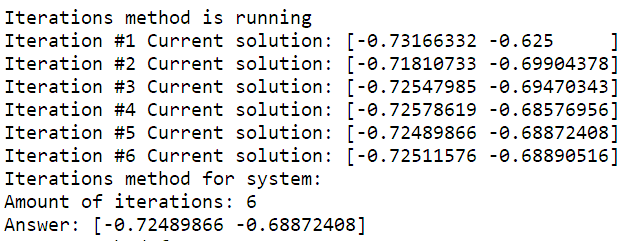 Iterations method is running
Iteration #1 Current solution: [-0.73166332 -0.625     ]
Iteration #2 Current solution: [-0.71810733 -0.69904378]
Iteration #3 Current solution: [-0.72547985 -0.69470343]
Iteration #4 Current solution: [-0.72578619 -0.68576956]
Iteration #5 Current solution: [-0.72489866 -0.68872408]
Iteration #6 Current solution: [-0.72511576 -0.68890516]
Iterations method for system:
Amount of iterations: 6
Answer: [-0.72489866 -0.68872408]